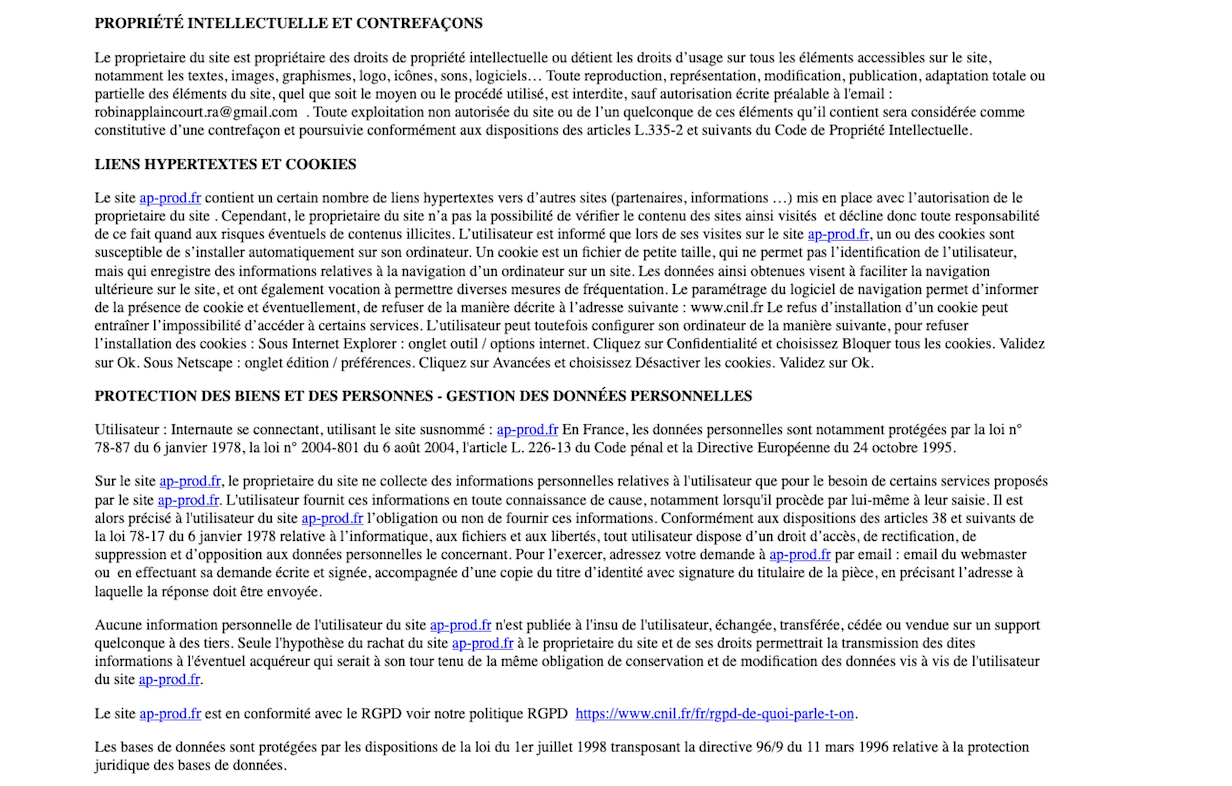 PROPRIÉTÉ INTELLECTUELLE ET CONTREFAÇONS
Le proprietaire du site est propriétaire des droits de propriété intellectuelle ou détient les droits d’usage sur tous les éléments accessibles sur le site,
notamment les textes, images, graphismes, logo, icônes, sons, logiciels… Toute reproduction, représentation, modification, publication, adaptation totale ou
partielle des éléments du site, quel que soit le moyen ou le procédé utilisé, est interdite, sauf autorisation écrite préalable à l'email :
robinapplaincourt.ra@gmail.com  . Toute exploitation non autorisée du site ou de l’un quelconque de ces éléments qu’il contient sera considérée comme
constitutive d’une contrefaçon et poursuivie conformément aux dispositions des articles L.335-2 et suivants du Code de Propriété Intellectuelle.
LIENS HYPERTEXTES ET COOKIES
Le site ap-prod.fr contient un certain nombre de liens hypertextes vers d’autres sites (partenaires, informations …) mis en place avec l’autorisation de le
proprietaire du site . Cependant, le proprietaire du site n’a pas la possibilité de vérifier le contenu des sites ainsi visités  et décline donc toute responsabilité
de ce fait quand aux risques éventuels de contenus illicites. L’utilisateur est informé que lors de ses visites sur le site ap-prod.fr, un ou des cookies sont
susceptible de s’installer automatiquement sur son ordinateur. Un cookie est un fichier de petite taille, qui ne permet pas l’identification de l’utilisateur,
mais qui enregistre des informations relatives à la navigation d’un ordinateur sur un site. Les données ainsi obtenues visent à faciliter la navigation
ultérieure sur le site, et ont également vocation à permettre diverses mesures de fréquentation. Le paramétrage du logiciel de navigation permet d’informer
de la présence de cookie et éventuellement, de refuser de la manière décrite à l’adresse suivante : www.cnil.fr Le refus d’installation d’un cookie peut
entraîner l’impossibilité d’accéder à certains services. L’utilisateur peut toutefois configurer son ordinateur de la manière suivante, pour refuser
l’installation des cookies : Sous Internet Explorer : onglet outil / options internet. Cliquez sur Confidentialité et choisissez Bloquer tous les cookies. Validez
sur Ok. Sous Netscape : onglet édition / préférences. Cliquez sur Avancées et choisissez Désactiver les cookies. Validez sur Ok.
PROTECTION DES BIENS ET DES PERSONNES - GESTION DES DONNÉES PERSONNELLES
Utilisateur : Internaute se connectant, utilisant le site susnommé : ap-prod.fr En France, les données personnelles sont notamment protégées par la loi n°
78-87 du 6 janvier 1978, la loi n° 2004-801 du 6 août 2004, l'article L. 226-13 du Code pénal et la Directive Européenne du 24 octobre 1995.
Sur le site ap-prod.fr, le proprietaire du site ne collecte des informations personnelles relatives à l'utilisateur que pour le besoin de certains services proposés
par le site ap-prod.fr. L'utilisateur fournit ces informations en toute connaissance de cause, notamment lorsqu'il procède par lui-même à leur saisie. Il est
alors précisé à l'utilisateur du site ap-prod.fr l’obligation ou non de fournir ces informations. Conformément aux dispositions des articles 38 et suivants de
la loi 78-17 du 6 janvier 1978 relative à l’informatique, aux fichiers et aux libertés, tout utilisateur dispose d’un droit d’accès, de rectification, de
suppression et d’opposition aux données personnelles le concernant. Pour l’exercer, adressez votre demande à ap-prod.fr par email : email du webmaster
ou  en effectuant sa demande écrite et signée, accompagnée d’une copie du titre d’identité avec signature du titulaire de la pièce, en précisant l’adresse à
laquelle la réponse doit être envoyée.
Aucune information personnelle de l'utilisateur du site ap-prod.fr n'est publiée à l'insu de l'utilisateur, échangée, transférée, cédée ou vendue sur un support
quelconque à des tiers. Seule l'hypothèse du rachat du site ap-prod.fr à le proprietaire du site et de ses droits permettrait la transmission des dites
informations à l'éventuel acquéreur qui serait à son tour tenu de la même obligation de conservation et de modification des données vis à vis de l'utilisateur
du site ap-prod.fr.
Le site ap-prod.fr est en conformité avec le RGPD voir notre politique RGPD  https://www.cnil.fr/fr/rgpd-de-quoi-parle-t-on.
Les bases de données sont protégées par les dispositions de la loi du 1er juillet 1998 transposant la directive 96/9 du 11 mars 1996 relative à la protection
juridique des bases de données.